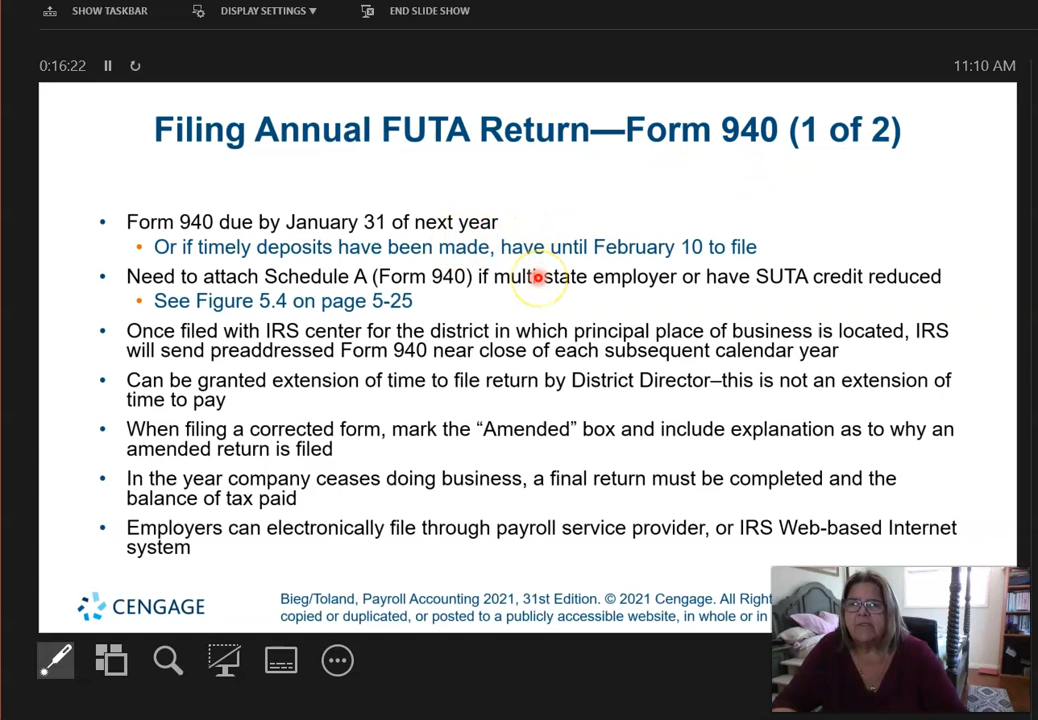 SHOW TASKBAR DISPLAY SETTINGS ▼ END SLIDE SHOW
0:16:22 11:10 AM
Filing Annual FUTA Return—Form 940 (1 of 2)
• Form 940 due by January 31 of next year
• Or if timely deposits have been made, have until February 10 to file
• Need to attach Schedule A (Form 940) if multi-state employer or have SUTA credit reduced
• See Figure 5.4 on page 5-25
• Once filed with IRS center for the district in which principal place of business is located, IRS
will send preaddressed Form 940 near close of each subsequent calendar year
• Can be granted extension of time to file return by District Director–this is not an extension of
time to pay
• When filing a corrected form, mark the “Amended” box and include explanation as to why an
amended return is filed
• In the year company ceases doing business, a final return must be completed and the
balance of tax paid
• Employers can electronically file through payroll service provider, or IRS Web-based Internet
system
CENGAGE
Bieg/Toland, Payroll Accounting 2021, 31st Edition. © 2021 Cengage. All Right
copied or duplicated, or posted to a publicly accessible website, in whole or in